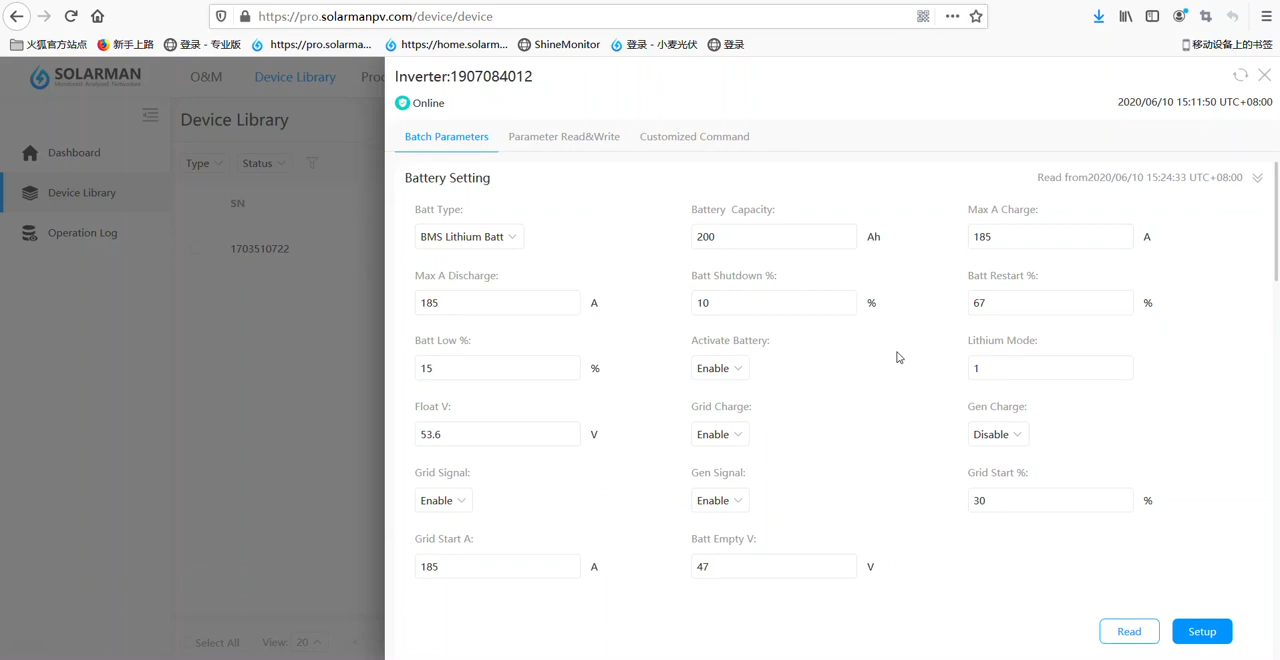 https://pro.solarmanpv.com/device/device
火狐官方站点 新手上路 登录 - 专业版 https://pro.solarma... https://home.solarm... ShineMonitor 登录 - 小麦光伏 登录 移动设备上的书签
SOLARMAN
O&M Device Library Proc
Inverter:1907084012
Online
2020/06/10 15:11:50 UTC+08:00
Device Library
Batch Parameters Parameter Read&Write Customized Command
Dashboard
Device Library
Operation Log
Type Status
SN
1703510722
Battery Setting
Read from2020/06/10 15:24:33 UTC+08:00
Batt Type: Battery Capacity: Max A Charge:
BMS Lithium Batt 200 Ah 185 A
Max A Discharge: Batt Shutdown %: Batt Restart %:
185 A 10 % 67 %
Batt Low %: Activate Battery: Lithium Mode:
15 % Enable 1
Float V: Grid Charge: Gen Charge:
53.6 V Enable Disable
Grid Signal: Gen Signal: Grid Start %:
Enable Enable 30 %
Grid Start A: Batt Empty V:
185 A 47 V
Select All View: 20
Read Setup